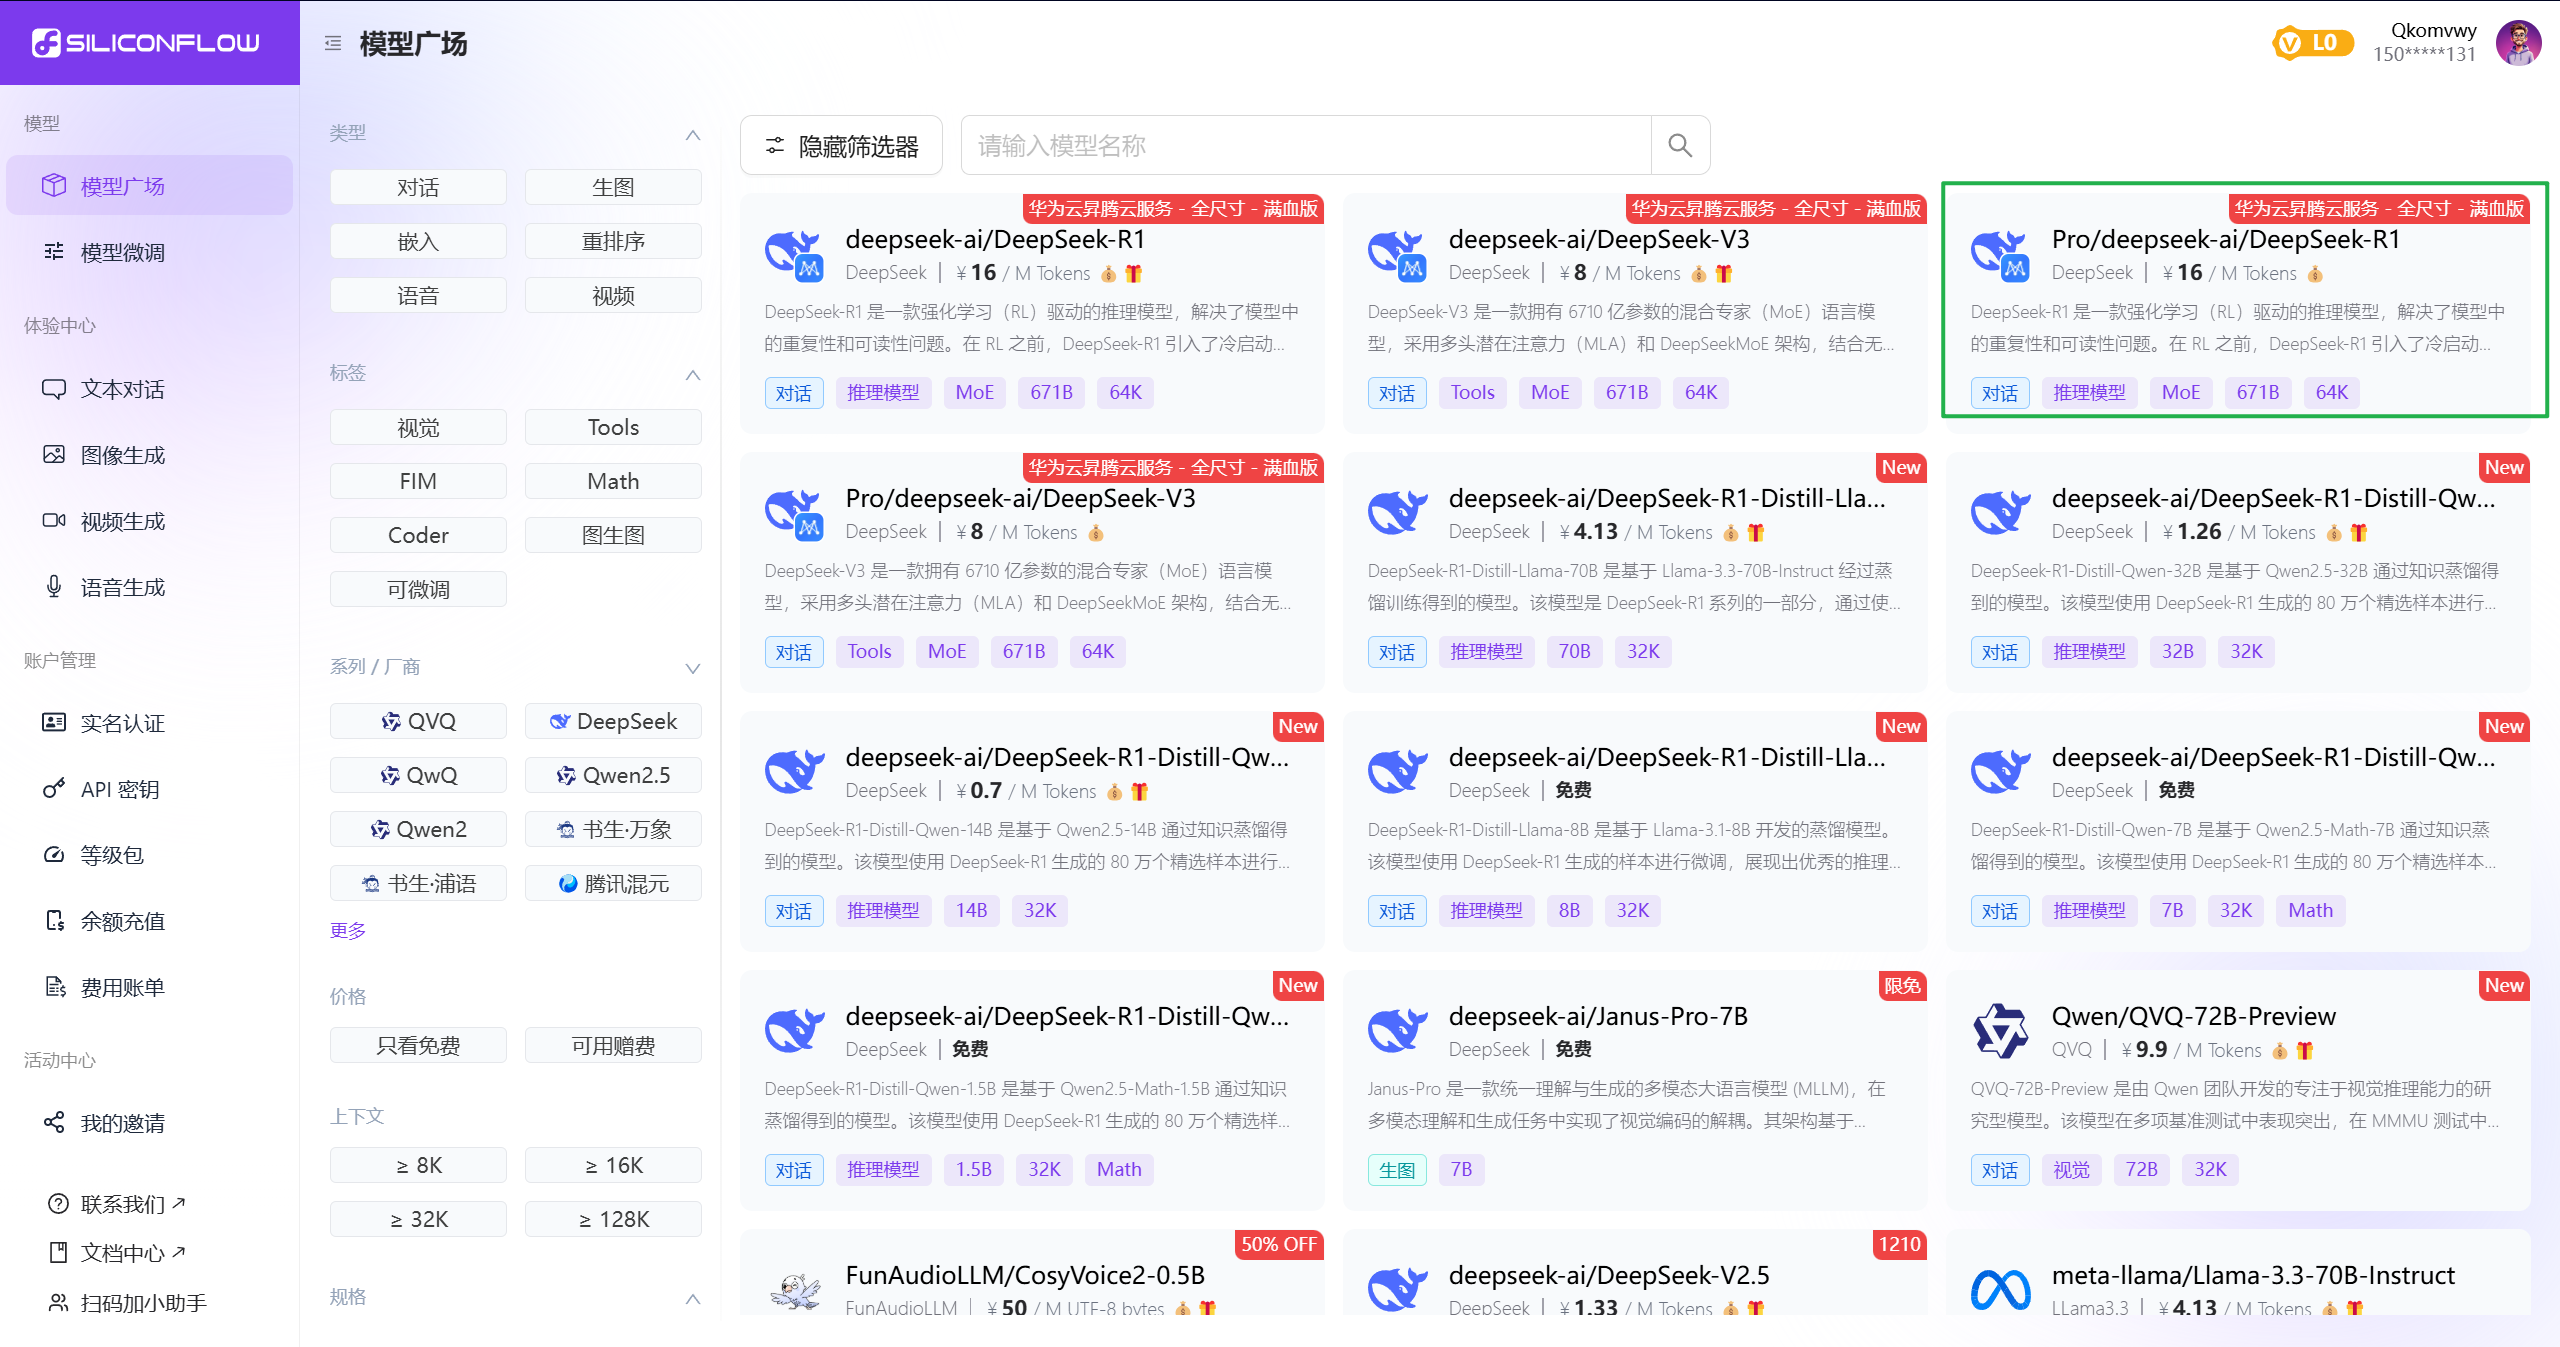 SILICONFLOW
模型广场
L0
Qkomvwy
150*****131
模型
模型广场
模型微调
体验中心
文本对话
图像生成
视频生成
语音生成
账户管理
实名认证
API 密钥
等级包
余额充值
费用账单
活动中心
我的邀请
联系我们
文档中心
扫码加小助手
类型
对话
生图
嵌入
重排序
语音
视频
标签
视觉
Tools
FIM
Math
Coder
图生图
可微调
系列 / 厂商
QVQ
DeepSeek
QwQ
Qwen2.5
Qwen2
书生·万象
书生·浦语
腾讯混元
更多
价格
只看免费
可用赠费
上下文
≥ 8K
≥ 16K
≥ 32K
≥ 128K
规格
隐藏筛选器
请输入模型名称
华为云昇腾云服务 - 全尺寸 - 满血版
deepseek-ai/DeepSeek-R1
DeepSeek | ¥ 16 / M Tokens
DeepSeek-R1 是一款强化学习（RL）驱动的推理模型，解决了模型中
的重复性和可读性问题。在 RL 之前，DeepSeek-R1 引入了冷启动...
对话 推理模型 MoE 671B 64K
华为云昇腾云服务 - 全尺寸 - 满血版
deepseek-ai/DeepSeek-V3
DeepSeek | ¥ 8 / M Tokens
DeepSeek-V3 是一款拥有 6710 亿参数的混合专家（MoE）语言模
型，采用多头潜在注意力（MLA）和 DeepSeekMoE 架构，结合无...
对话 Tools MoE 671B 64K
华为云昇腾云服务 - 全尺寸 - 满血版
Pro/deepseek-ai/DeepSeek-R1
DeepSeek | ¥ 16 / M Tokens
DeepSeek-R1 是一款强化学习（RL）驱动的推理模型，解决了模型中
的重复性和可读性问题。在 RL 之前，DeepSeek-R1 引入了冷启动...
对话 推理模型 MoE 671B 64K
华为云昇腾云服务 - 全尺寸 - 满血版
Pro/deepseek-ai/DeepSeek-V3
DeepSeek | ¥ 8 / M Tokens
DeepSeek-V3 是一款拥有 6710 亿参数的混合专家（MoE）语言模
型，采用多头潜在注意力（MLA）和 DeepSeekMoE 架构，结合无...
对话 Tools MoE 671B 64K
New
deepseek-ai/DeepSeek-R1-Distill-Lla...
DeepSeek | ¥ 4.13 / M Tokens
DeepSeek-R1-Distill-Llama-70B 是基于 Llama-3.3-70B-Instruct 经过蒸
馏训练得到的模型。该模型是 DeepSeek-R1 系列的一部分，通过使...
对话 推理模型 70B 32K
New
deepseek-ai/DeepSeek-R1-Distill-Qw...
DeepSeek | ¥ 1.26 / M Tokens
DeepSeek-R1-Distill-Qwen-32B 是基于 Qwen2.5-32B 通过知识蒸馏得
到的模型。该模型使用 DeepSeek-R1 生成的 80 万个精选样本进行...
对话 推理模型 32B 32K
New
deepseek-ai/DeepSeek-R1-Distill-Qw...
DeepSeek | ¥ 0.7 / M Tokens
DeepSeek-R1-Distill-Qwen-14B 是基于 Qwen2.5-14B 通过知识蒸馏得
到的模型。该模型使用 DeepSeek-R1 生成的 80 万个精选样本进行...
对话 推理模型 14B 32K
New
deepseek-ai/DeepSeek-R1-Distill-Lla...
DeepSeek | 免费
DeepSeek-R1-Distill-Llama-8B 是基于 Llama-3.1-8B 开发的蒸馏模型。
该模型使用 DeepSeek-R1 生成的样本进行微调，展现出优秀的推理...
对话 推理模型 8B 32K
New
deepseek-ai/DeepSeek-R1-Distill-Qw...
DeepSeek | 免费
DeepSeek-R1-Distill-Qwen-7B 是基于 Qwen2.5-Math-7B 通过知识蒸
馏得到的模型。该模型使用 DeepSeek-R1 生成的 80 万个精选样本...
对话 推理模型 7B 32K Math
New
deepseek-ai/DeepSeek-R1-Distill-Qw...
DeepSeek | 免费
DeepSeek-R1-Distill-Qwen-1.5B 是基于 Qwen2.5-Math-1.5B 通过知识
蒸馏得到的模型。该模型使用 DeepSeek-R1 生成的 80 万个精选样...
对话 推理模型 1.5B 32K Math
限免
deepseek-ai/Janus-Pro-7B
DeepSeek | 免费
Janus-Pro 是一款统一理解与生成的多模态大语言模型 (MLLM)，在
多模态理解和生成任务中实现了视觉编码的解耦。其架构基于...
生图 7B
New
Qwen/QVQ-72B-Preview
QVQ | ¥ 9.9 / M Tokens
QVQ-72B-Preview 是由 Qwen 团队开发的专注于视觉推理能力的研
究型模型。该模型在多项基准测试中表现突出，在 MMMU 测试中...
对话 视觉 72B 32K
50% OFF
FunAudioLLM/CosyVoice2-0.5B
FunAudioLLM | ¥ 50 / M UTF-8 bytes
1210
deepseek-ai/DeepSeek-V2.5
DeepSeek | ¥ 1.33 / M Tokens
meta-llama/Llama-3.3-70B-Instruct
LLama3.3 | ¥ 4.13 / M Tokens